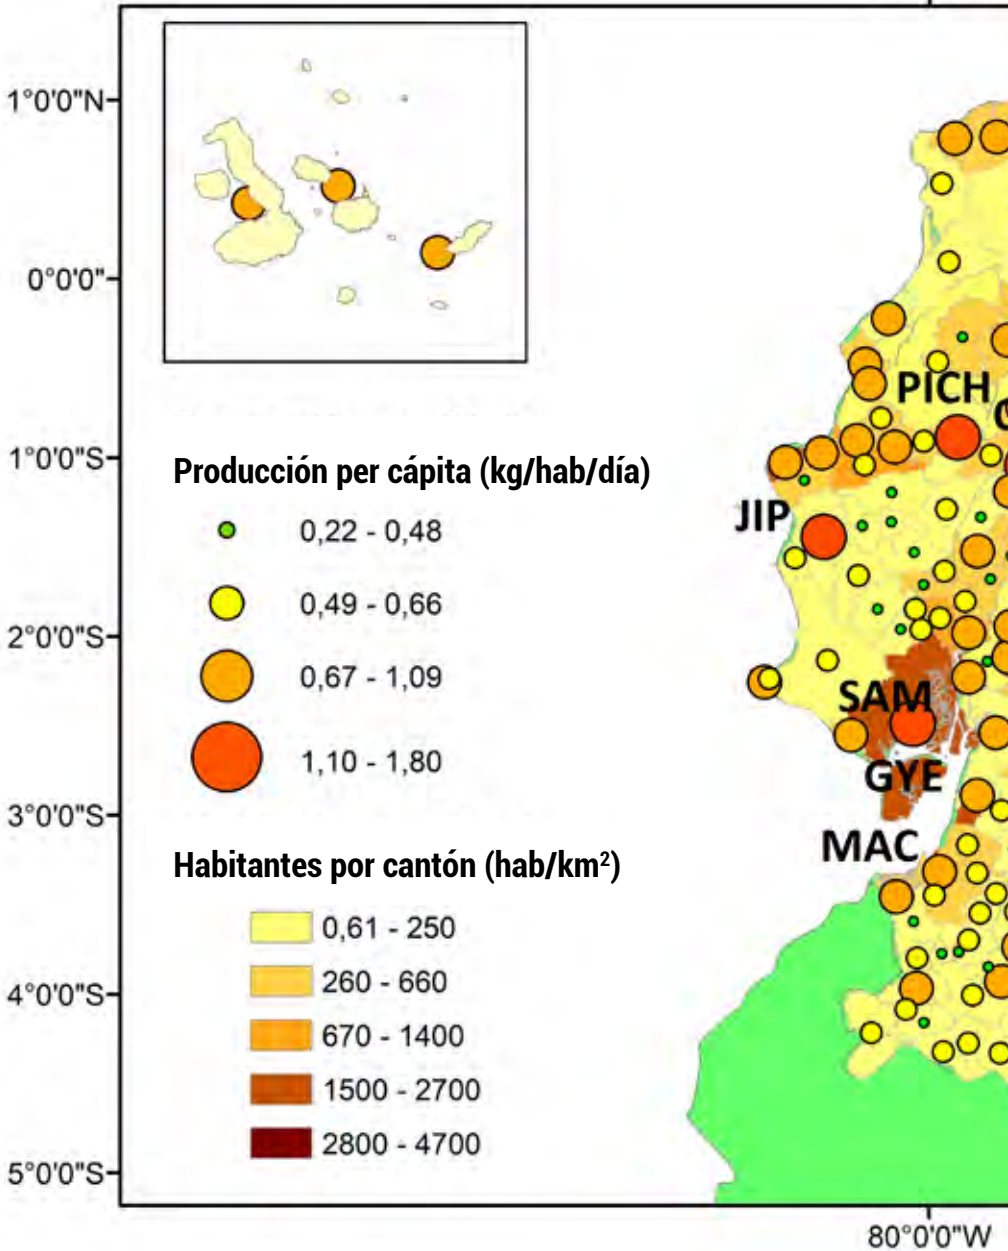 1°0'0"N
0°0'0"
1°0'0"S
2°0'0"S
3°0'0"S
4°0'0"S
5°0'0"S
80°0'0"W
PICH
JIP
SAM
GYE
MAC
Producción per cápita (kg/hab/día)
0,22 - 0,48
0,49 - 0,66
0,67 - 1,09
1,10 - 1,80
Habitantes por cantón (hab/km²)
0,61 - 250
260 - 660
670 - 1400
1500 - 2700
2800 - 4700